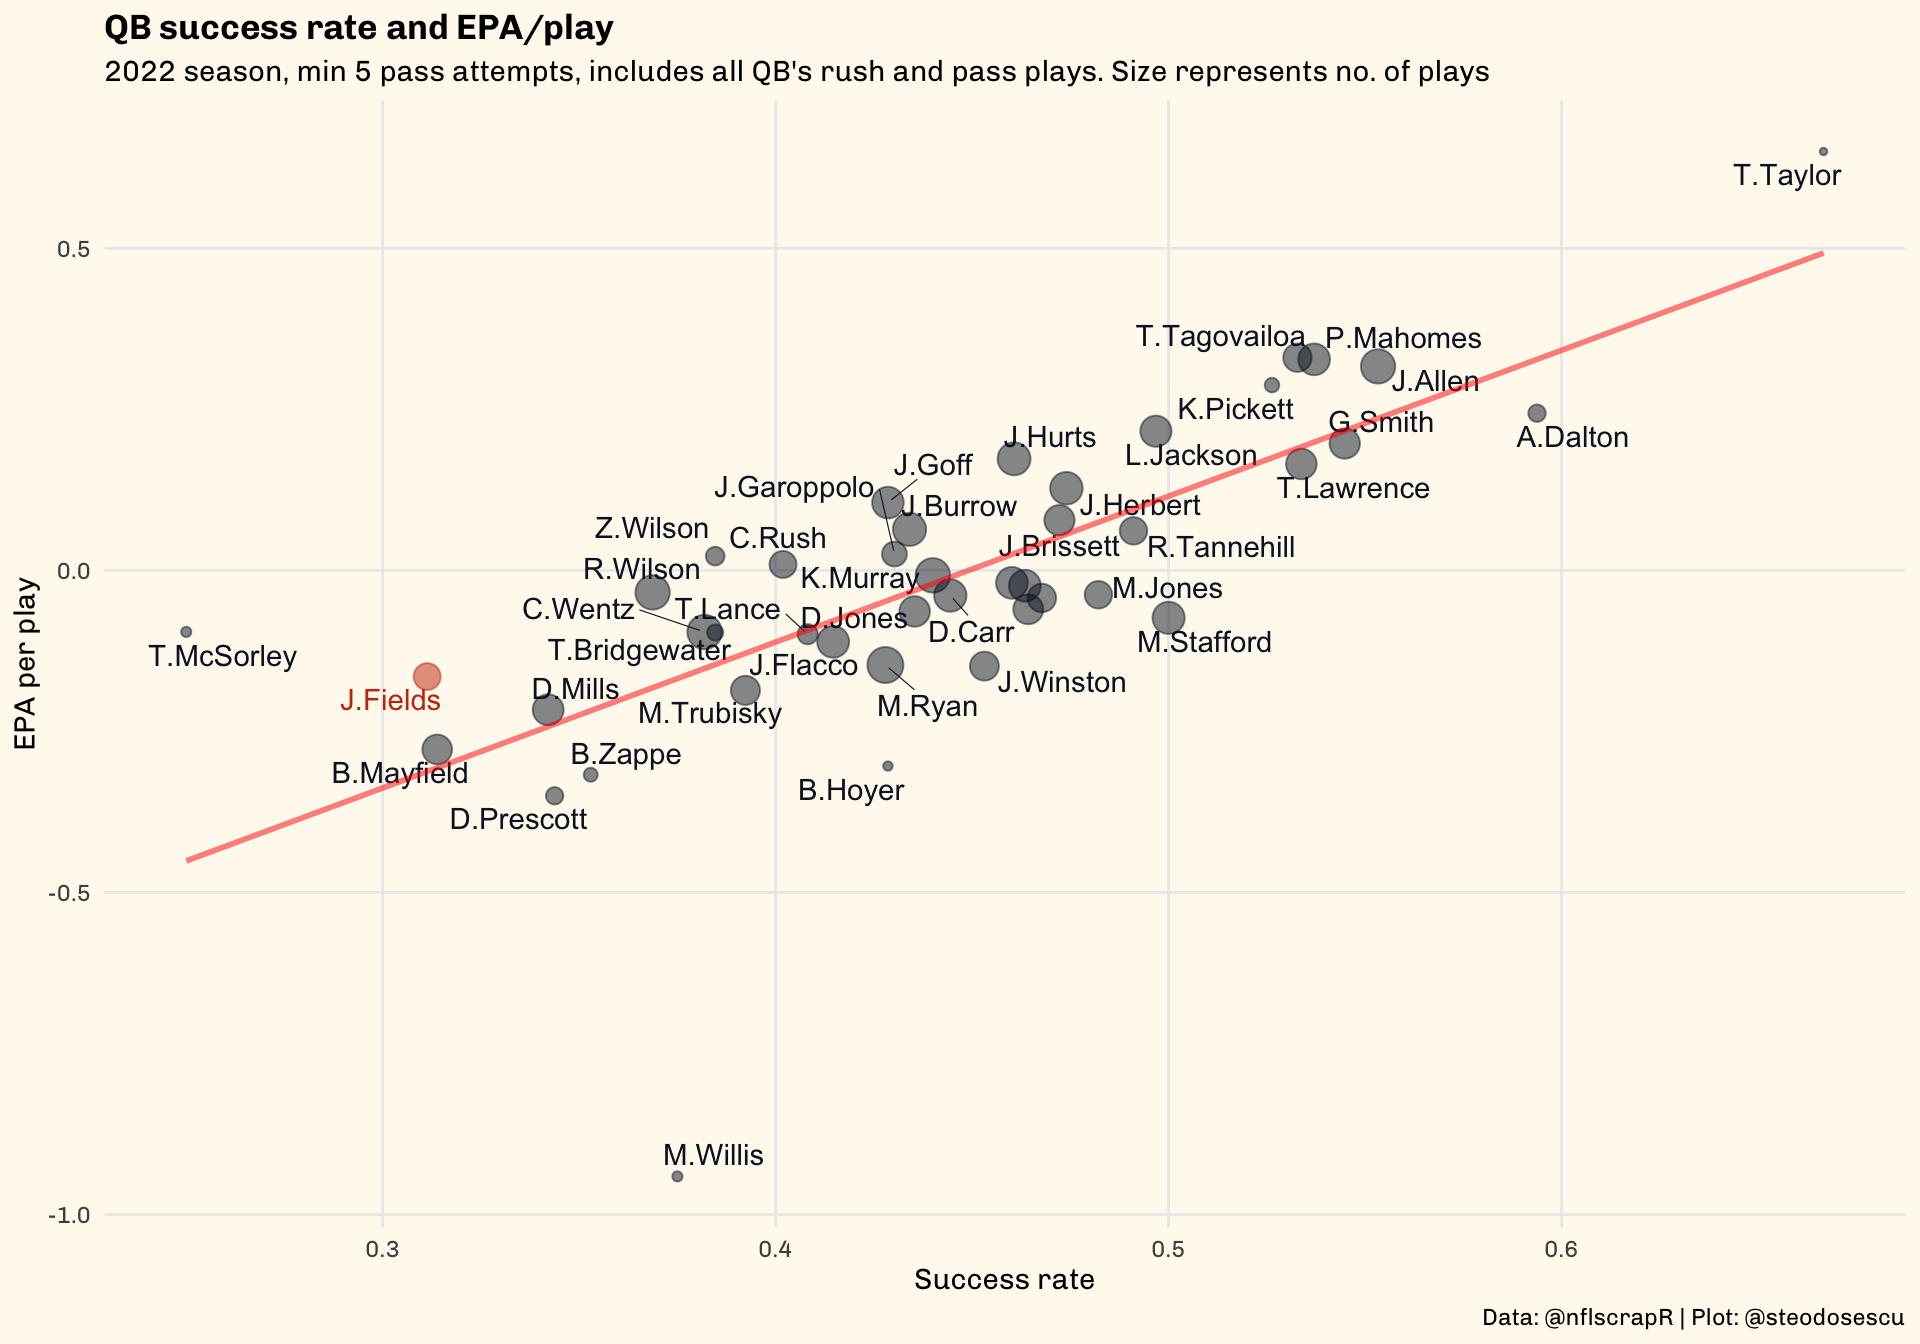 QB success rate and EPA/play
2022 season, min 5 pass attempts, includes all QB's rush and pass plays. Size represents no. of plays
T.Taylor
0.5
T.Tagovailoa
P.Mahomes
J.Allen
K.Pickett
G.Smith
A.Dalton
J.Hurts
L.Jackson
J.Goff
J.Garoppolo
T.Lawrence
J.Burrow
J.Herbert
Z.Wilson
C.Rush
J.Brissett
R.Tannehill
0.0
R.Wilson
K.Murray
M.Jones
C.Wentz
T.Lance
D.Jones
D.Carr
M.Stafford
T.McSorley
T.Bridgewater
J.Flacco
J.Winston
J.Fields
D.Mills
M.Trubisky
M.Ryan
B.Zappe
B.Mayfield
B.Hoyer
D.Prescott
-0.5
M.Willis
-1.0
EPA per play
0.3
0.4
0.5
0.6
Success rate
Data: @nflscrapR | Plot: @steodosescu